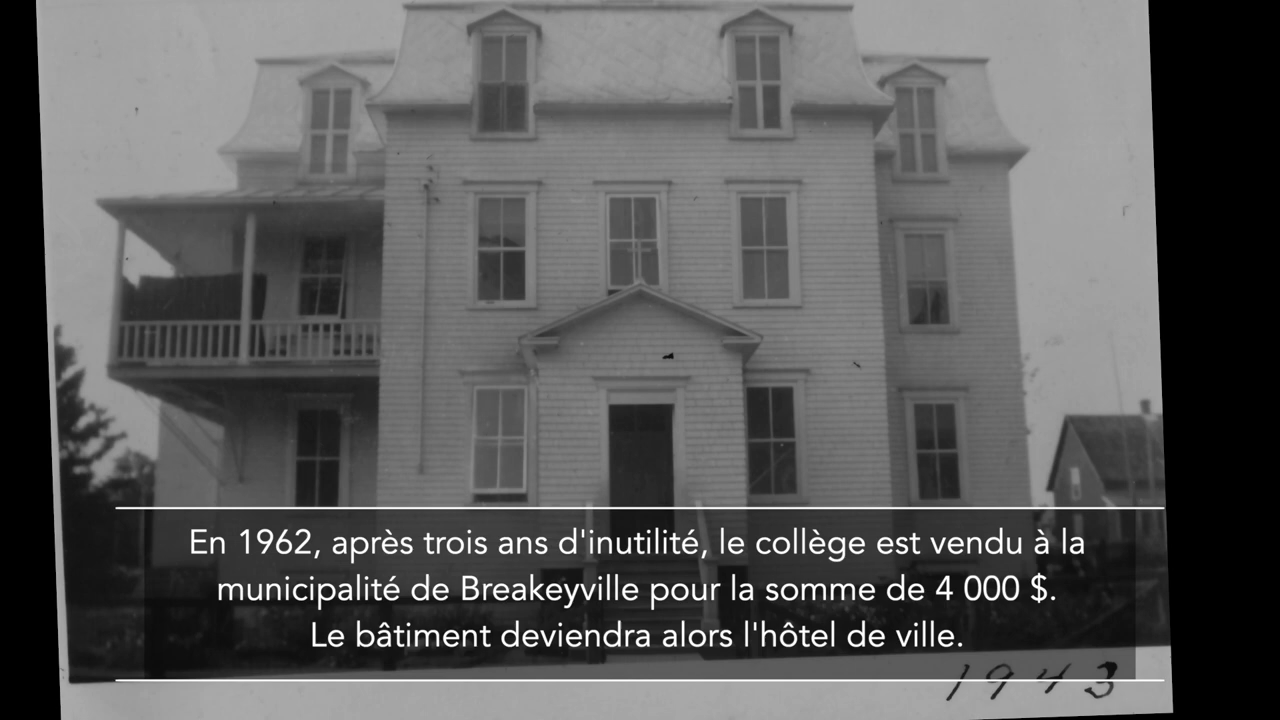 En 1962, après trois ans d'inutilité, le collège est vendu à la
municipalité de Breakeyville pour la somme de 4 000 $.
Le bâtiment deviendra alors l'hôtel de ville.
1943